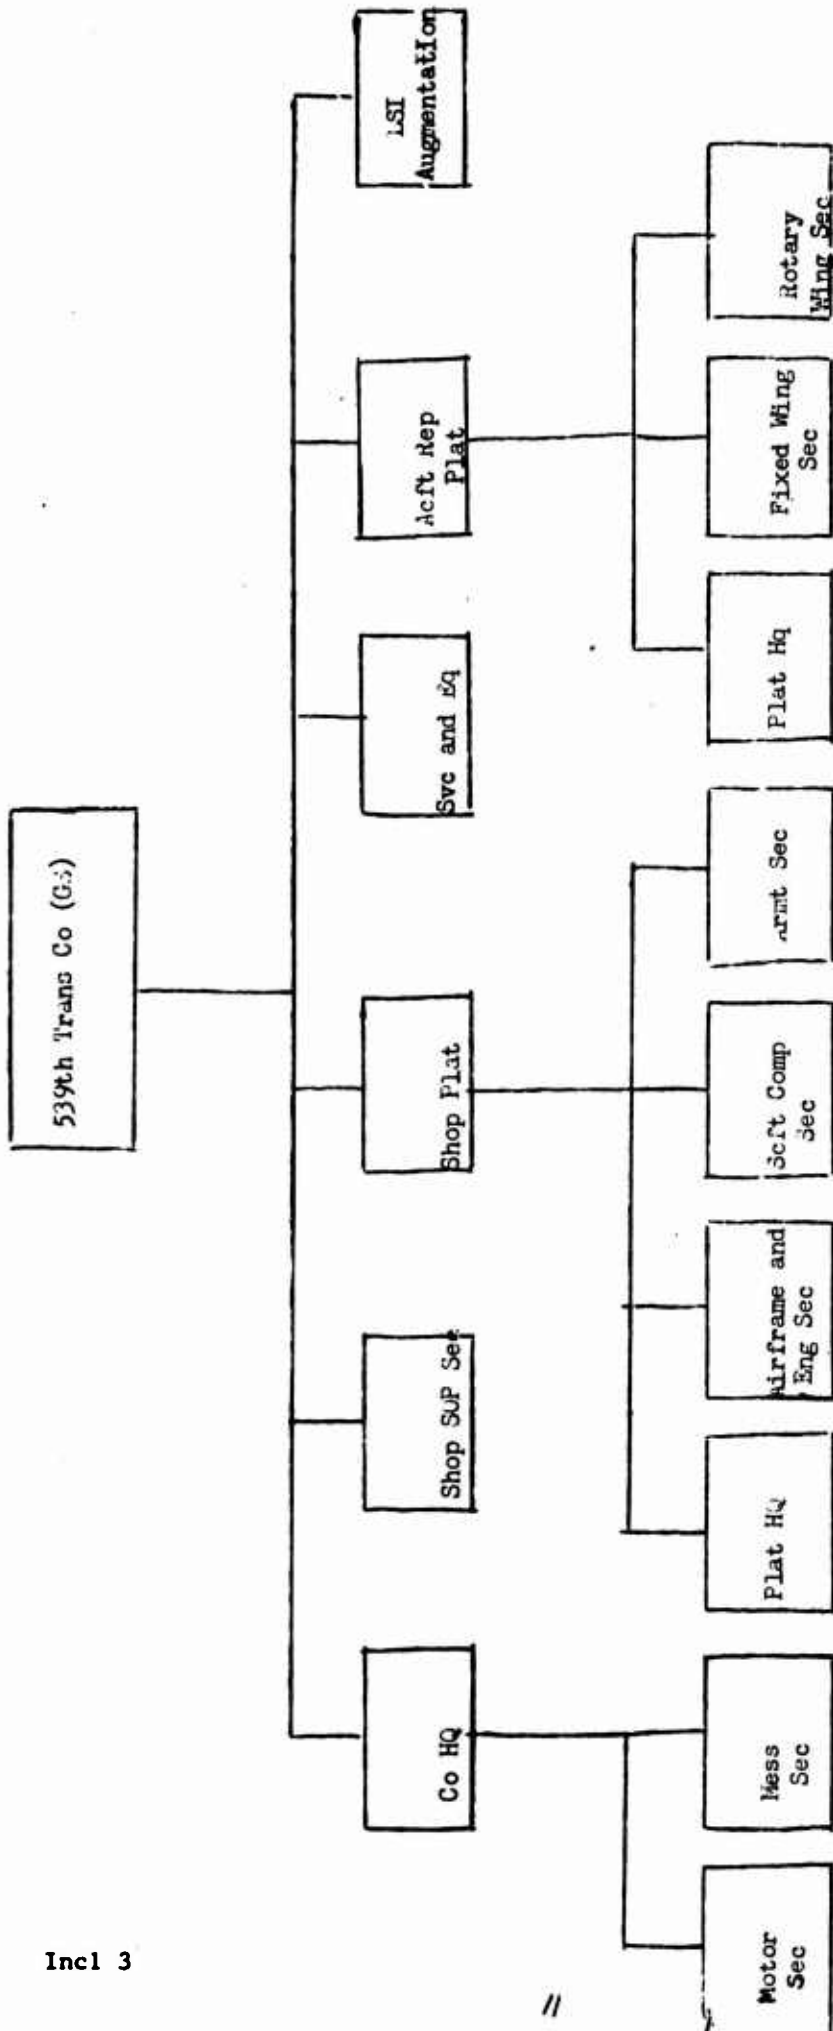 539th Trans Co (GS)
Co HQ
Shop SUP Sec
Shop Plat
Svc and Eq
Acft Rep
Plat
LSI
Augmentation
Motor
Sec
Mess
Sec
Plat HQ
Airframe and
Eng Sec
Comp
Sec
Armt Sec
Plat Hq
Fixed Wing
Sec
Rotary
Wing Sec
Incl 3
11